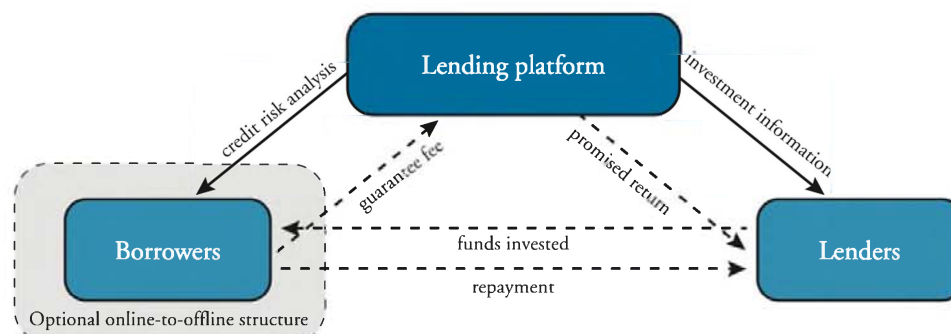 Lending platform
credit risk analysis
investment information
guarantee fee
promised return
Borrowers
funds invested
Lenders
repayment
Optional online-to-offline structure